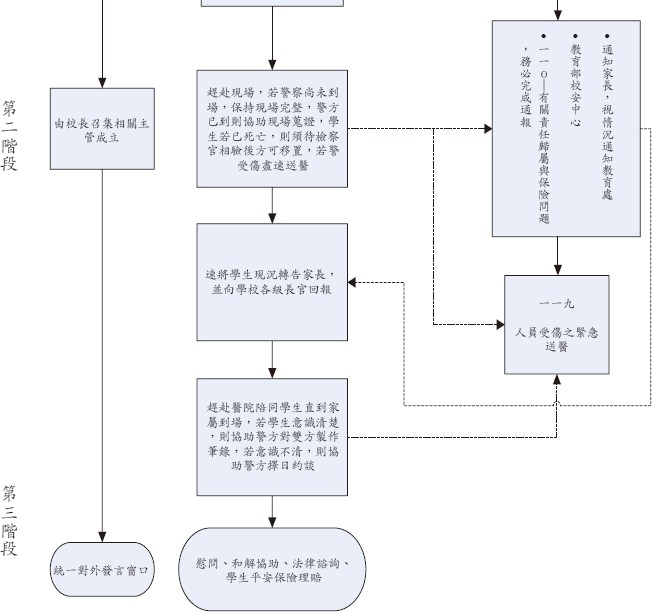 第二階段
由校長召集相關主
管成立
趕赴現場，若警察尚未到
場，保持現場完整，警方
已到則協助現場蒐證，學
生若已死亡，則須待檢察
官相驗後方可移置，若警
受傷盡速送醫
● 通知家長，視情況通知教育處
● 教育部校安中心
● 一一０—有關責任歸屬與保險問題
，務必完成通報
速將學生現況轉告家長，
並向學校各級長官回報
一一九
人員受傷之緊急
送醫
趕赴醫院陪同學生直到家
屬到場，若學生意識清楚
，則協助警方對雙方製作
筆錄，若意識不清，則協
助警方擇日約談
第三階段
統一對外發言窗口
慰問、和解協助、法律諮詢、
學生平安保險理賠